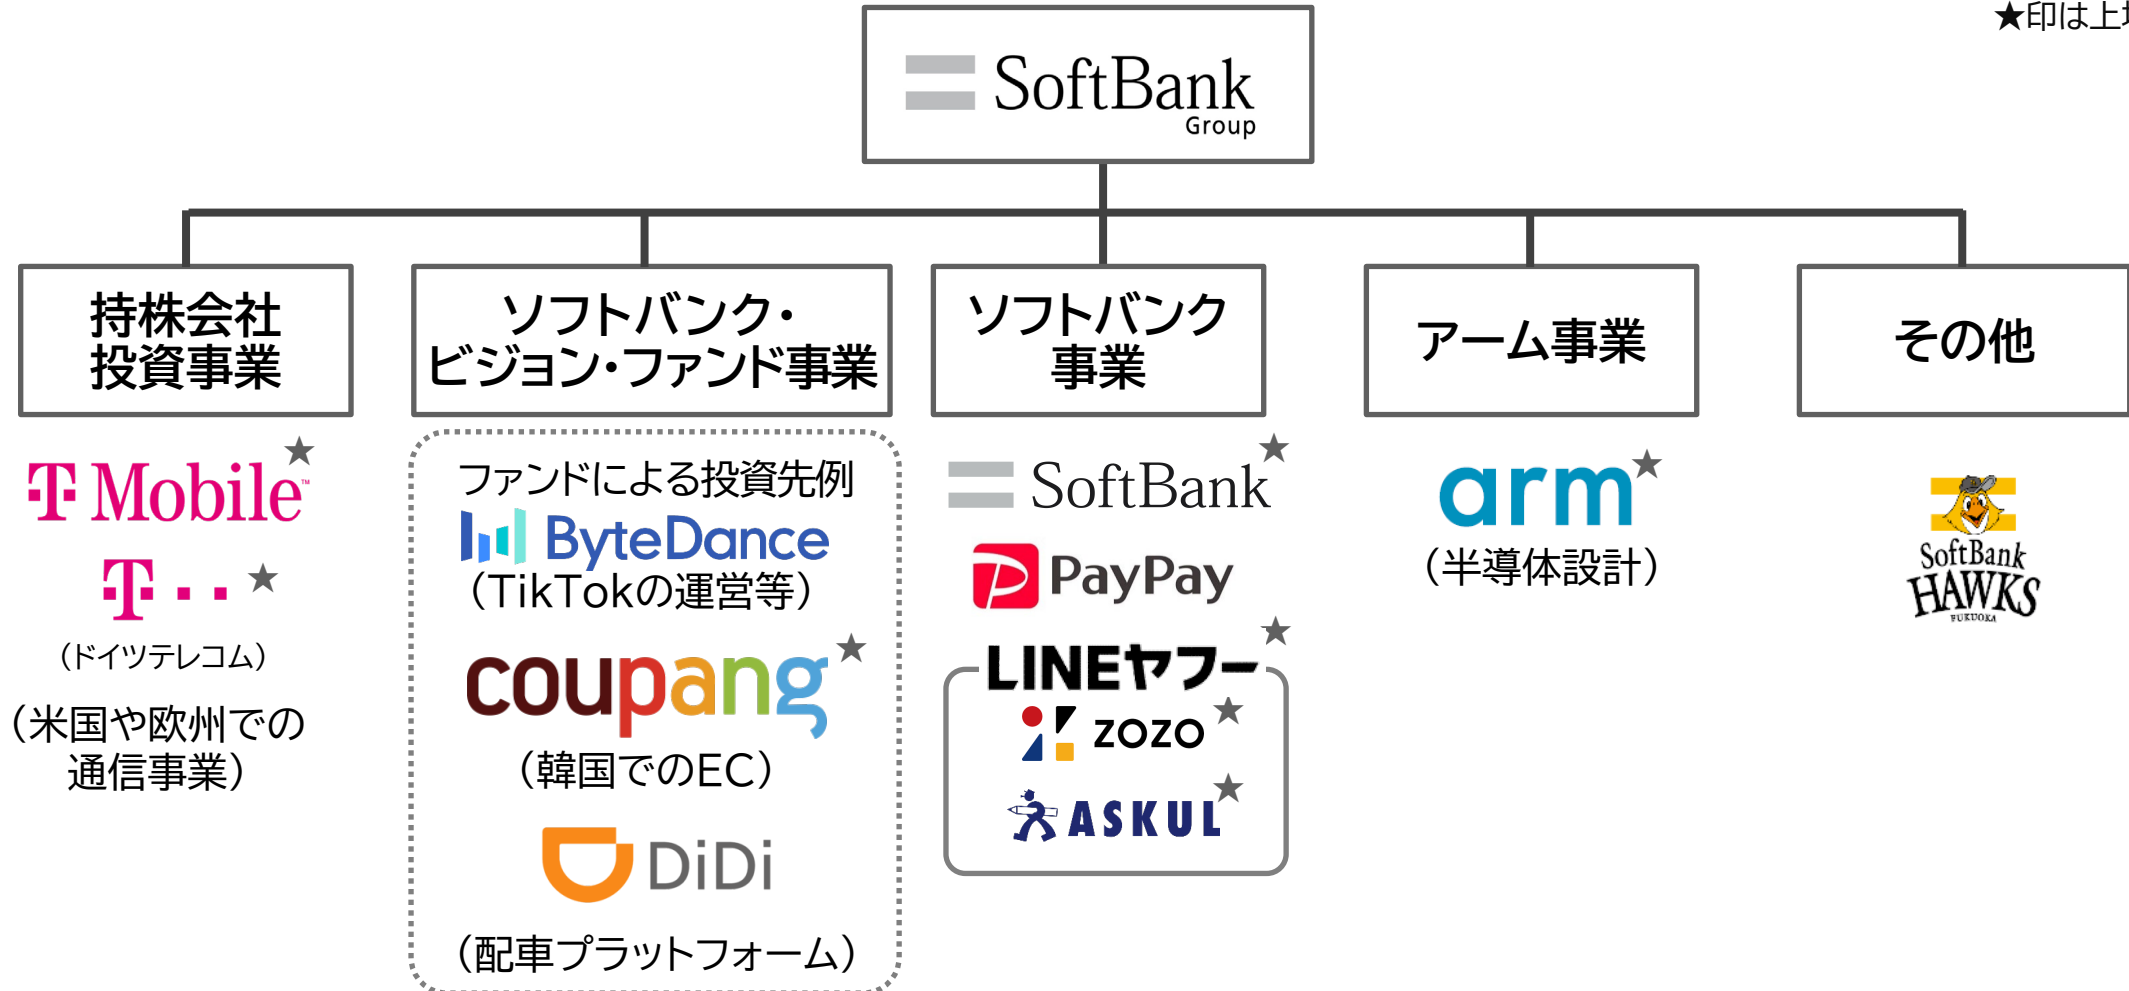 ★印は上
SoftBank
Group
持株会社
投資事業
ソフトバンク・
ビジョン・ファンド事業
ソフトバンク
事業
アーム事業
その他
T Mobile™ ★
T ･･ ★
（ドイツテレコム）
（米国や欧州での
通信事業）
ファンドによる投資先例
ByteDance
（TikTokの運営等）
coupang ★
（韓国でのEC）
DiDi
（配車プラットフォーム）
SoftBank ★
PayPay
LINEヤフー ★
ZOZO ★
ASKUL ★
arm ★
（半導体設計）
SoftBank
HAWKS
FUKUOKA